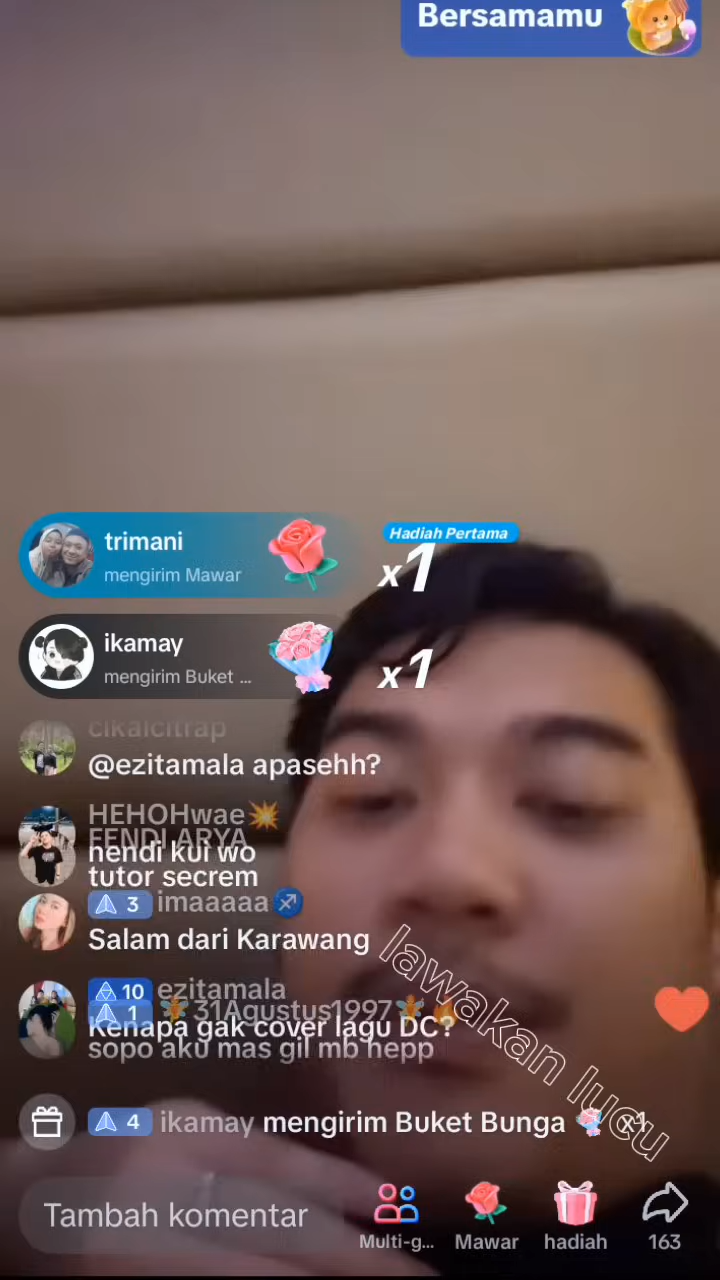 Bersamamu
trimani
mengirim Mawar
Hadiah Pertama
x1
ikamay
mengirim Buket ...
x1
cikalcitrap
@ezitamala apasehh?
HEHOHwae💥
FENDI ARYA
nendi kui wo
tutor secrem
3 imaaaaa♐
Salam dari Karawang
10 ezitamala
1 🧚31Agustus1997🧚🔥
Kenapa gak cover lagu DC?
sopo aku mas gil mb hepp
4 ikamay mengirim Buket Bunga 💐 x1
lawakan lucu
Tambah komentar
Multi-g...
Mawar
hadiah
163